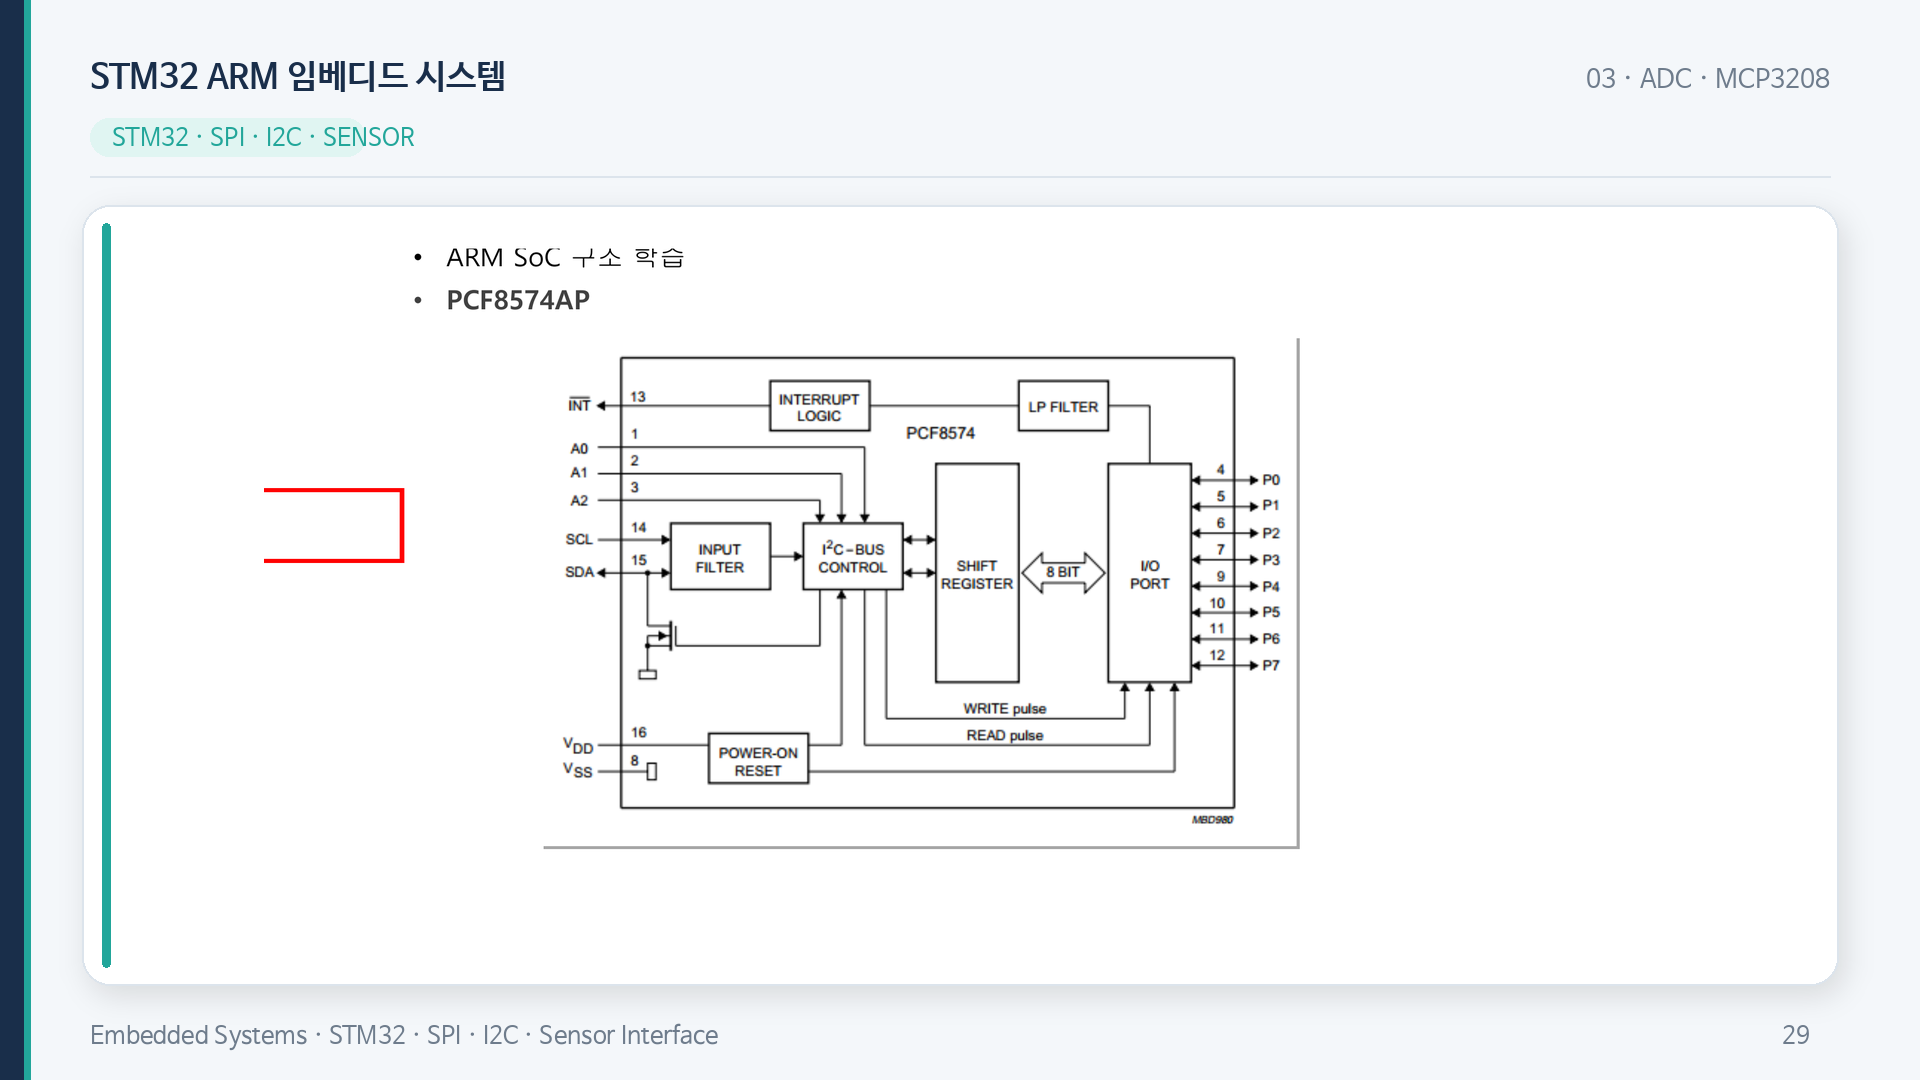 STM32 ARM 임베디드 시스템
03 · ADC · MCP3208
STM32 · SPI · I2C · SENSOR
• ARM SoC 구소 학습
• PCF8574AP
INT
13
INTERRUPT
LOGIC
LP FILTER
PCF8574
A0
1
A1
2
A2
3
SCL
14
SDA
15
INPUT
FILTER
I²C–BUS
CONTROL
SHIFT
REGISTER
8 BIT
I/O
PORT
4
P0
5
P1
6
P2
7
P3
9
P4
10
P5
11
P6
12
P7
WRITE pulse
READ pulse
VDD
16
VSS
8
POWER-ON
RESET
MBD980
Embedded Systems · STM32 · SPI · I2C · Sensor Interface
29